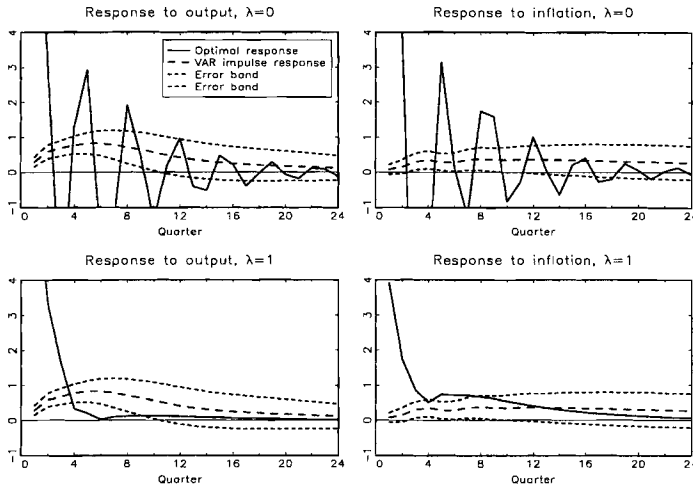 Response to output, λ=0
4
3
2
1
0
-1
Optimal response
VAR impulse response
Error band
Error band
0 4 8 12 16 20 24
Quarter
Response to inflation, λ=0
4
3
2
1
0
-1
0 4 8 12 16 20 24
Quarter
Response to output, λ=1
4
3
2
1
0
-1
0 4 8 12 16 20 24
Quarter
Response to inflation, λ=1
4
3
2
1
0
-1
0 4 8 12 16 20 24
Quarter